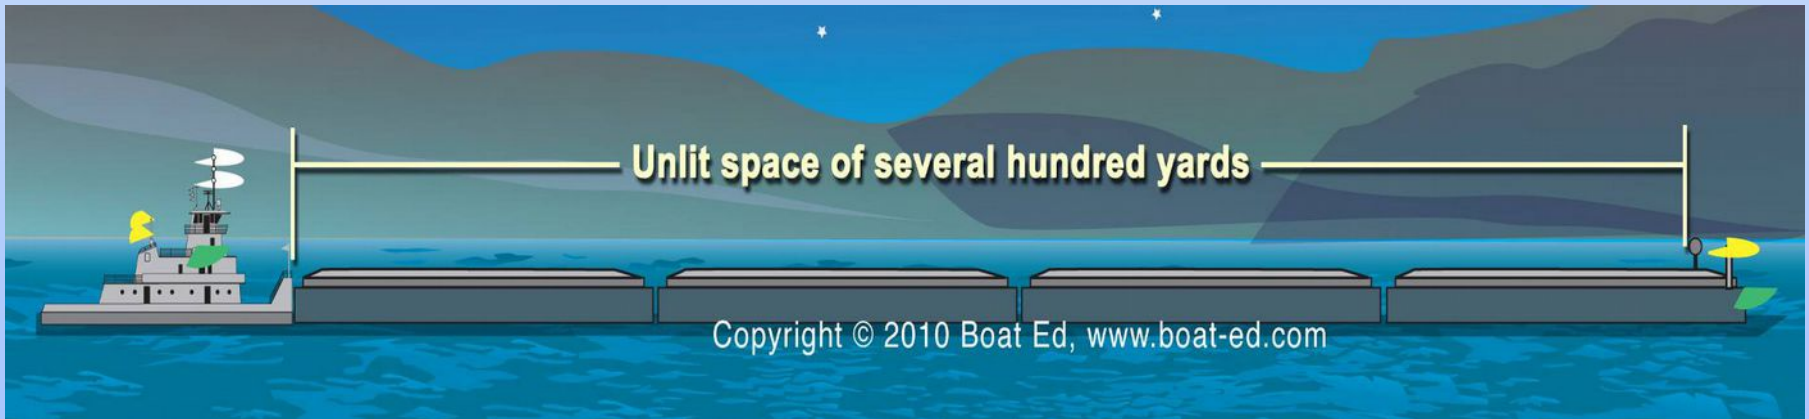 Unlit space of several hundred yards
Copyright © 2010 Boat Ed, www.boat-ed.com